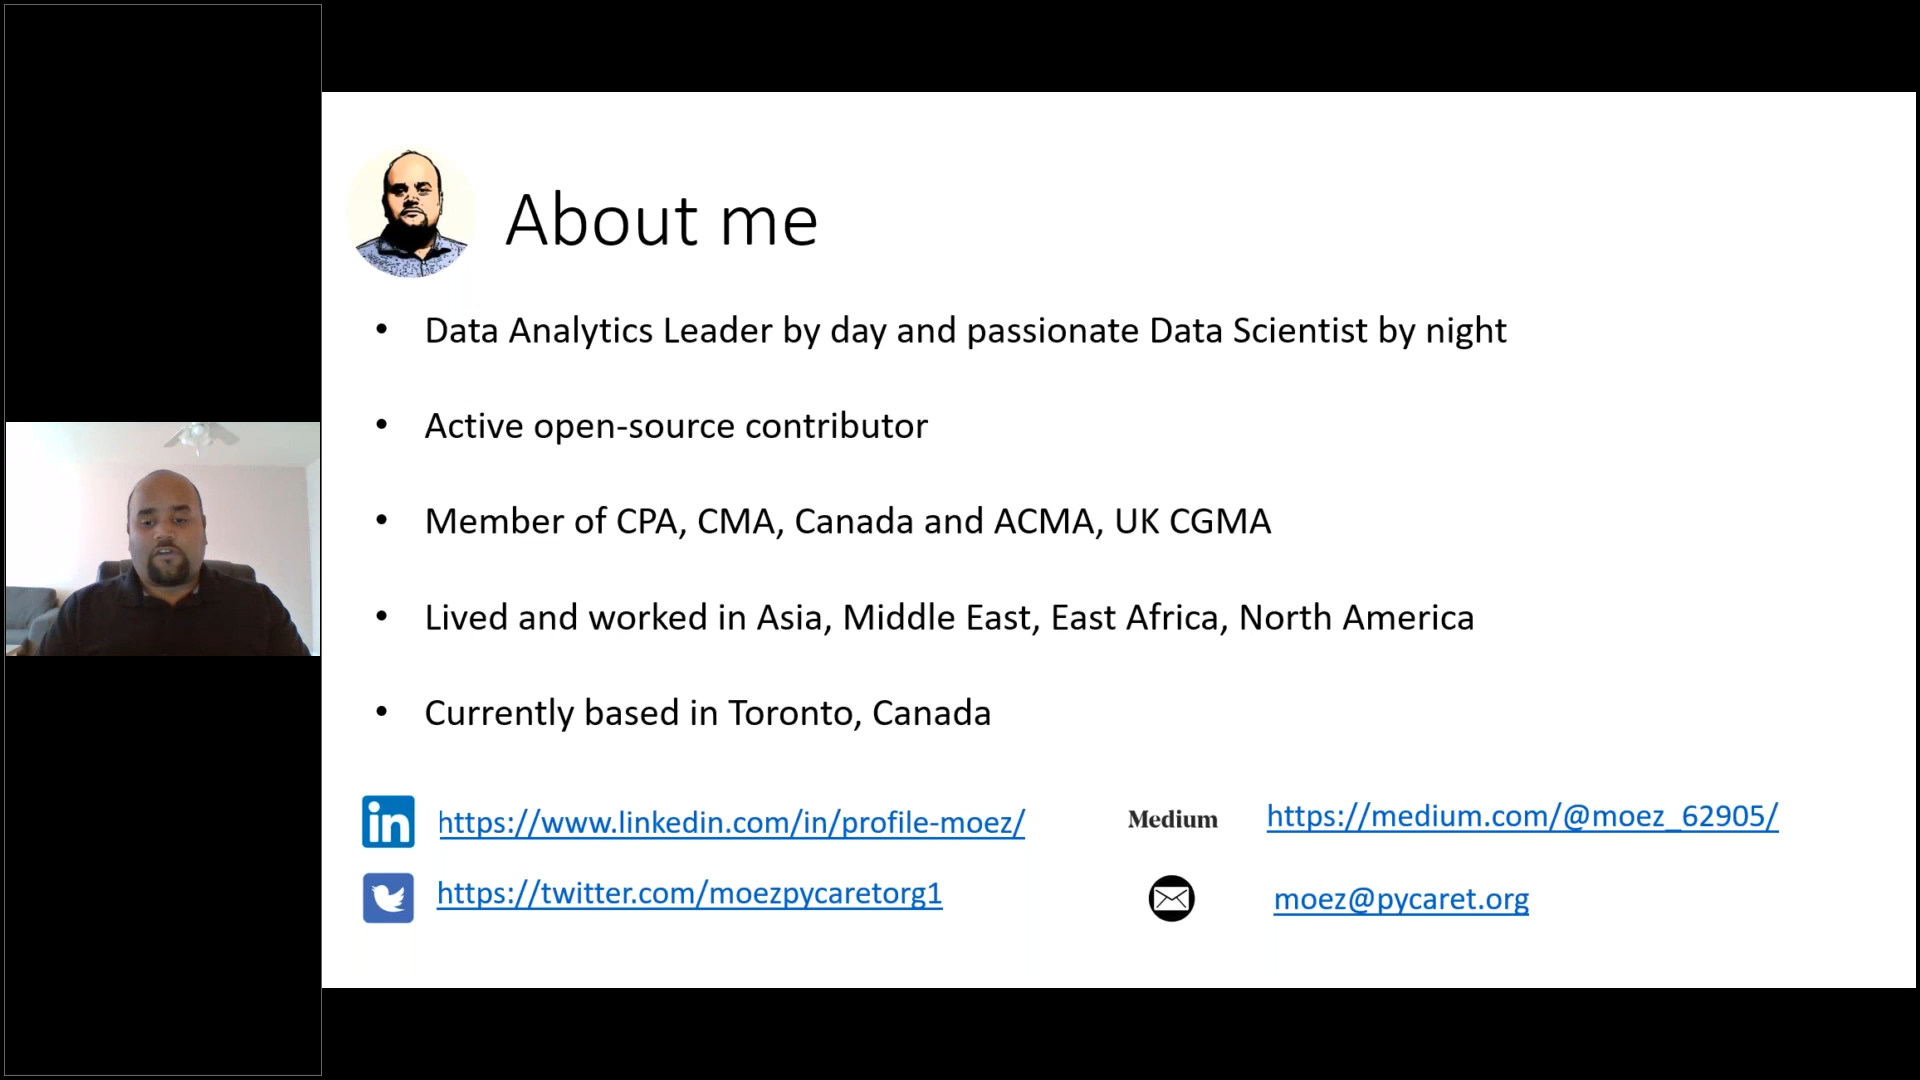 About me
• Data Analytics Leader by day and passionate Data Scientist by night
• Active open-source contributor
• Member of CPA, CMA, Canada and ACMA, UK CGMA
• Lived and worked in Asia, Middle East, East Africa, North America
• Currently based in Toronto, Canada
in https://www.linkedin.com/in/profile-moez/
Medium https://medium.com/@moez_62905/
https://twitter.com/moezpycaretorg1
moez@pycaret.org